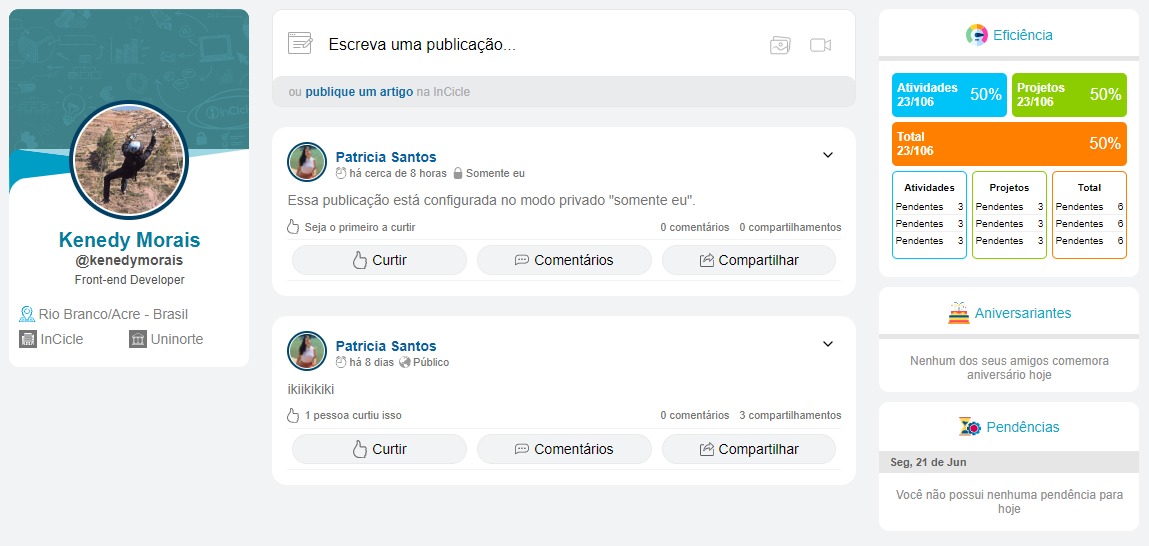 InCicle
Kenedy Morais
@kenedymorais
Front-end Developer
Rio Branco/Acre - Brasil
InCicle
Uninorte
Escreva uma publicação...
ou publique um artigo na InCicle
Patricia Santos
há cerca de 8 horas Somente eu
Essa publicação está configurada no modo privado "somente eu".
Seja o primeiro a curtir
0 comentários 0 compartilhamentos
Curtir
Comentários
Compartilhar
Patricia Santos
há 8 dias Público
ikiikikiki
1 pessoa curtiu isso
0 comentários 3 compartilhamentos
Curtir
Comentários
Compartilhar
Eficiência
Atividades
23/106
50%
Projetos
23/106
50%
Total
23/106
50%
Atividades
Pendentes 3
Pendentes 3
Pendentes 3
Projetos
Pendentes 3
Pendentes 3
Pendentes 3
Total
Pendentes 6
Pendentes 6
Pendentes 6
Aniversariantes
Nenhum dos seus amigos comemora
aniversário hoje
Pendências
Seg, 21 de Jun
Você não possui nenhuma pendência para
hoje